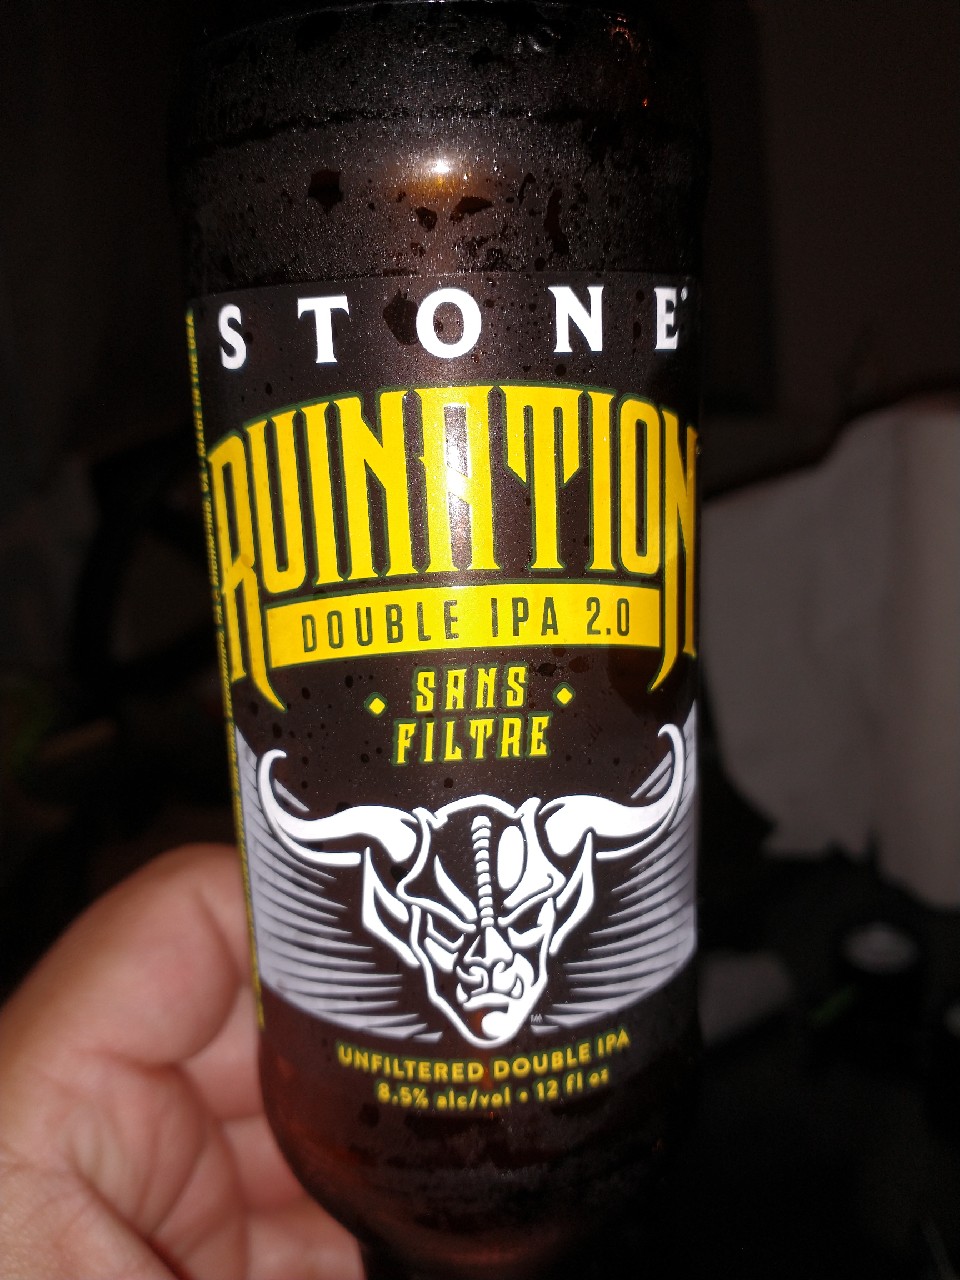 STONE®
RUINATION
DOUBLE IPA 2.0
• SANS •
FILTRE
UNFILTERED DOUBLE IPA
8.5% alc/vol • 12 fl oz